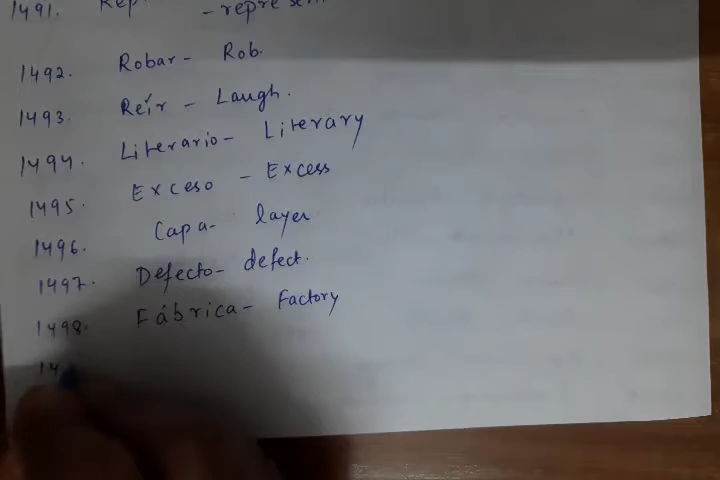 1491.
1492. Robar - Rob.
1493. Reír - Laugh.
1494. Literario - Literary
1495. Exceso - Excess
1496. Capa - layer
1497. Defecto - defect.
1498. Fábrica - Factory
14